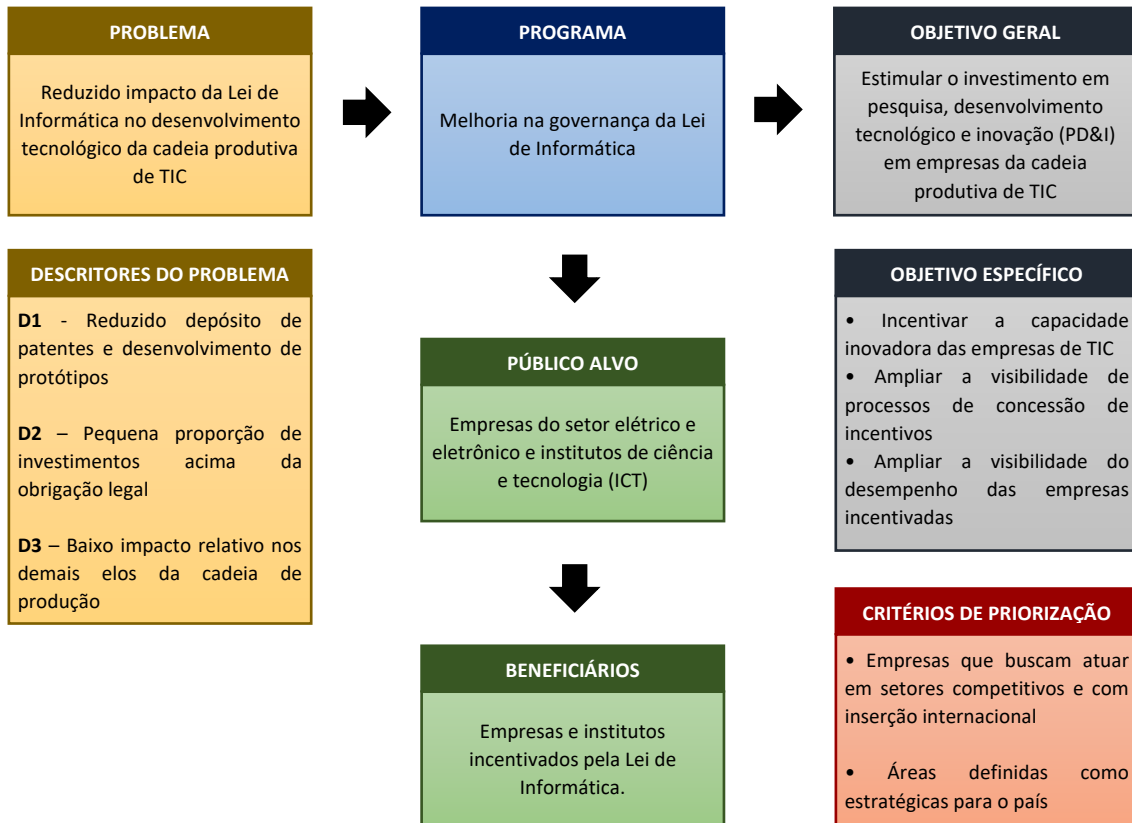 PROBLEMA
Reduzido impacto da Lei de
Informática no desenvolvimento
tecnológico da cadeia produtiva
de TIC
PROGRAMA
Melhoria na governança da Lei
de Informática
OBJETIVO GERAL
Estimular o investimento em
pesquisa, desenvolvimento
tecnológico e inovação (PD&I)
em empresas da cadeia
produtiva de TIC
DESCRITORES DO PROBLEMA
D1 - Reduzido depósito de
patentes e desenvolvimento de
protótipos
D2 – Pequena proporção de
investimentos acima da
obrigação legal
D3 – Baixo impacto relativo nos
demais elos da cadeia de
produção
PÚBLICO ALVO
Empresas do setor elétrico e
eletrônico e institutos de ciência
e tecnologia (ICT)
BENEFICIÁRIOS
Empresas e institutos
incentivados pela Lei de
Informática.
OBJETIVO ESPECÍFICO
• Incentivar a capacidade
inovadora das empresas de TIC
• Ampliar a visibilidade de
processos de concessão de
incentivos
• Ampliar a visibilidade do
desempenho das empresas
incentivadas
CRITÉRIOS DE PRIORIZAÇÃO
• Empresas que buscam atuar
em setores competitivos e com
inserção internacional
• Áreas definidas como
estratégicas para o país